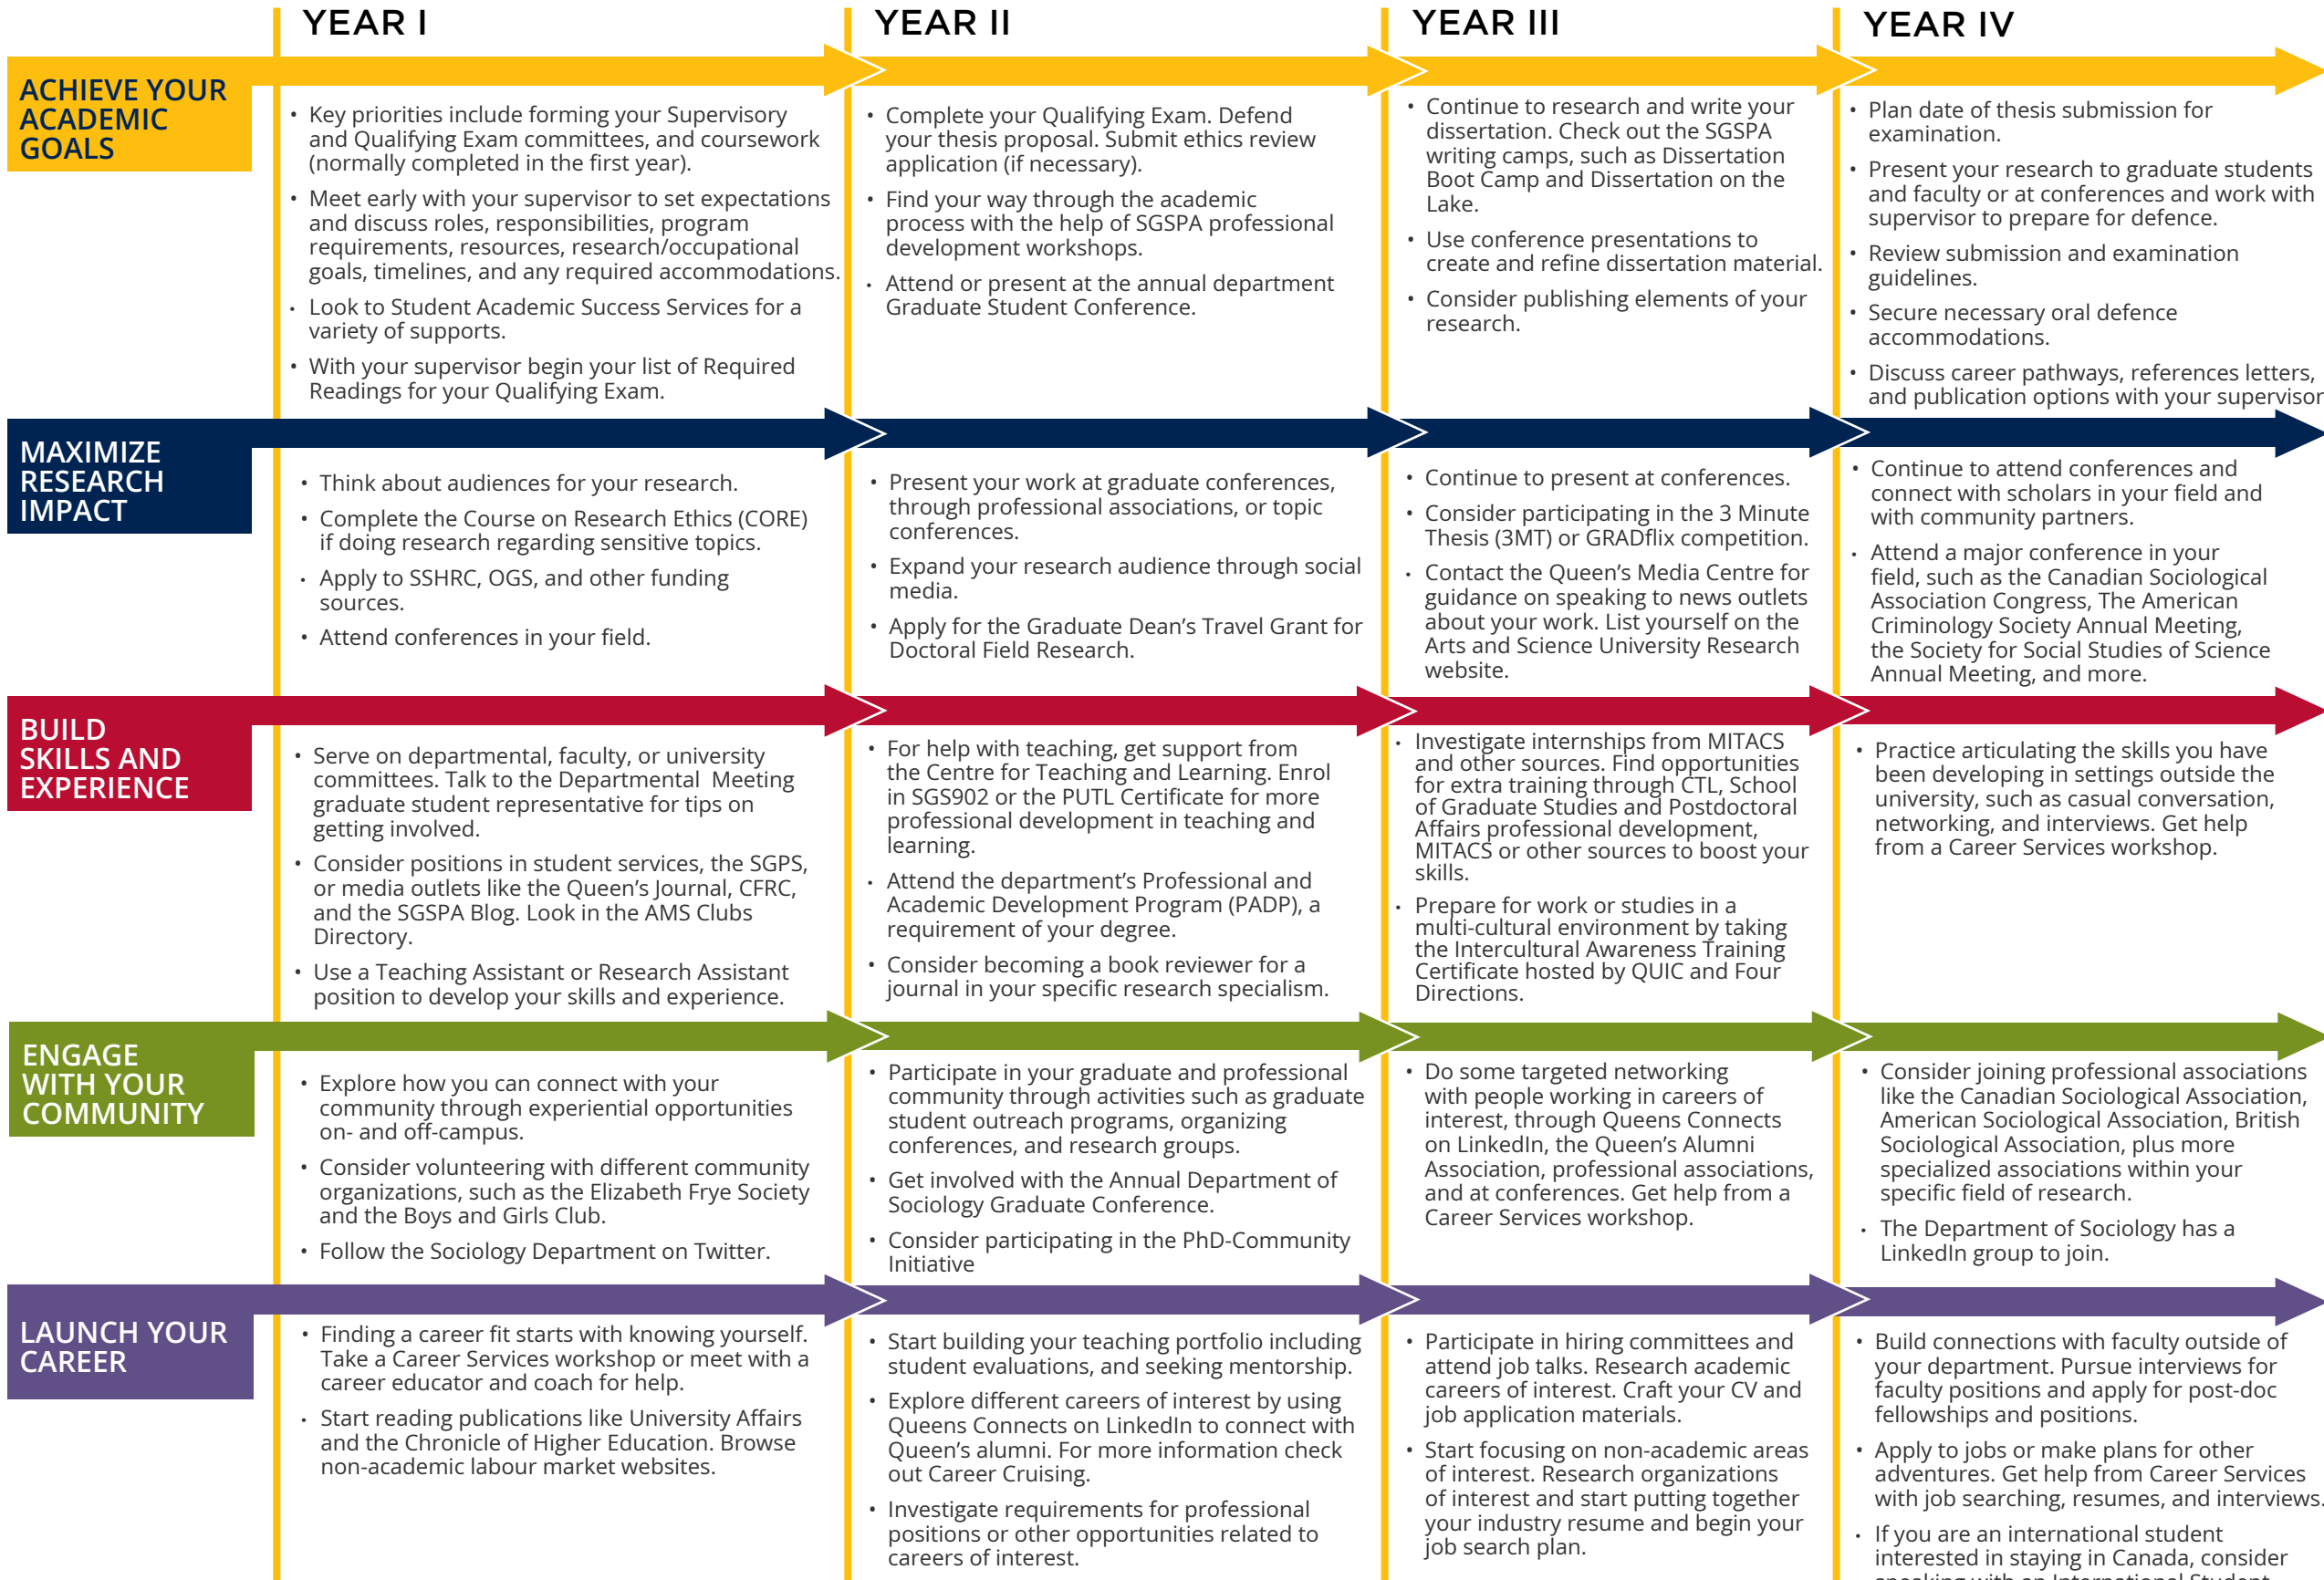 YEAR I
YEAR II
YEAR III
YEAR IV
ACHIEVE YOUR
ACADEMIC
GOALS
• Key priorities include forming your Supervisory
and Qualifying Exam committees, and coursework
(normally completed in the first year).
• Meet early with your supervisor to set expectations
and discuss roles, responsibilities, program
requirements, resources, research/occupational
goals, timelines, and any required accommodations.
• Look to Student Academic Success Services for a
variety of supports.
• With your supervisor begin your list of Required
Readings for your Qualifying Exam.
• Complete your Qualifying Exam. Defend
your thesis proposal. Submit ethics review
application (if necessary).
• Find your way through the academic
process with the help of SGSPA professional
development workshops.
• Attend or present at the annual department
Graduate Student Conference.
• Continue to research and write your
dissertation. Check out the SGSPA
writing camps, such as Dissertation
Boot Camp and Dissertation on the
Lake.
• Use conference presentations to
create and refine dissertation material.
• Consider publishing elements of your
research.
• Plan date of thesis submission for
examination.
• Present your research to graduate students
and faculty or at conferences and work with
supervisor to prepare for defence.
• Review submission and examination
guidelines.
• Secure necessary oral defence
accommodations.
• Discuss career pathways, references letters,
and publication options with your supervisor
MAXIMIZE
RESEARCH
IMPACT
• Think about audiences for your research.
• Complete the Course on Research Ethics (CORE)
if doing research regarding sensitive topics.
• Apply to SSHRC, OGS, and other funding
sources.
• Attend conferences in your field.
• Present your work at graduate conferences,
through professional associations, or topic
conferences.
• Expand your research audience through social
media.
• Apply for the Graduate Dean's Travel Grant for
Doctoral Field Research.
• Continue to present at conferences.
• Consider participating in the 3 Minute
Thesis (3MT) or GRADflix competition.
• Contact the Queen's Media Centre for
guidance on speaking to news outlets
about your work. List yourself on the
Arts and Science University Research
website.
• Continue to attend conferences and
connect with scholars in your field and
with community partners.
• Attend a major conference in your
field, such as the Canadian Sociological
Association Congress, The American
Criminology Society Annual Meeting,
the Society for Social Studies of Science
Annual Meeting, and more.
BUILD
SKILLS AND
EXPERIENCE
• Serve on departmental, faculty, or university
committees. Talk to the Departmental Meeting
graduate student representative for tips on
getting involved.
• Consider positions in student services, the SGPS,
or media outlets like the Queen's Journal, CFRC,
and the SGSPA Blog. Look in the AMS Clubs
Directory.
• Use a Teaching Assistant or Research Assistant
position to develop your skills and experience.
• For help with teaching, get support from
the Centre for Teaching and Learning. Enrol
in SGS902 or the PUTL Certificate for more
professional development in teaching and
learning.
• Attend the department's Professional and
Academic Development Program (PADP), a
requirement of your degree.
• Consider becoming a book reviewer for a
journal in your specific research specialism.
• Investigate internships from MITACS
and other sources. Find opportunities
for extra training through CTL, School
of Graduate Studies and Postdoctoral
Affairs professional development,
MITACS or other sources to boost your
skills.
• Prepare for work or studies in a
multi-cultural environment by taking
the Intercultural Awareness Training
Certificate hosted by QUIC and Four
Directions.
• Practice articulating the skills you have
been developing in settings outside the
university, such as casual conversation,
networking, and interviews. Get help
from a Career Services workshop.
ENGAGE
WITH YOUR
COMMUNITY
• Explore how you can connect with your
community through experiential opportunities
on- and off-campus.
• Consider volunteering with different community
organizations, such as the Elizabeth Frye Society
and the Boys and Girls Club.
• Follow the Sociology Department on Twitter.
• Participate in your graduate and professional
community through activities such as graduate
student outreach programs, organizing
conferences, and research groups.
• Get involved with the Annual Department of
Sociology Graduate Conference.
• Consider participating in the PhD-Community
Initiative
• Do some targeted networking
with people working in careers of
interest, through Queens Connects
on LinkedIn, the Queen's Alumni
Association, professional associations,
and at conferences. Get help from a
Career Services workshop.
• Consider joining professional associations
like the Canadian Sociological Association,
American Sociological Association, British
Sociological Association, plus more
specialized associations within your
specific field of research.
• The Department of Sociology has a
LinkedIn group to join.
LAUNCH YOUR
CAREER
• Finding a career fit starts with knowing yourself.
Take a Career Services workshop or meet with a
career educator and coach for help.
• Start reading publications like University Affairs
and the Chronicle of Higher Education. Browse
non-academic labour market websites.
• Start building your teaching portfolio including
student evaluations, and seeking mentorship.
• Explore different careers of interest by using
Queens Connects on LinkedIn to connect with
Queen's alumni. For more information check
out Career Cruising.
• Investigate requirements for professional
positions or other opportunities related to
careers of interest.
• Participate in hiring committees and
attend job talks. Research academic
careers of interest. Craft your CV and
job application materials.
• Start focusing on non-academic areas
of interest. Research organizations
of interest and start putting together
your industry resume and begin your
job search plan.
• Build connections with faculty outside of
your department. Pursue interviews for
faculty positions and apply for post-doc
fellowships and positions.
• Apply to jobs or make plans for other
adventures. Get help from Career Services
with job searching, resumes, and interviews.
• If you are an international student
interested in staying in Canada, consider
speaking with an International Student